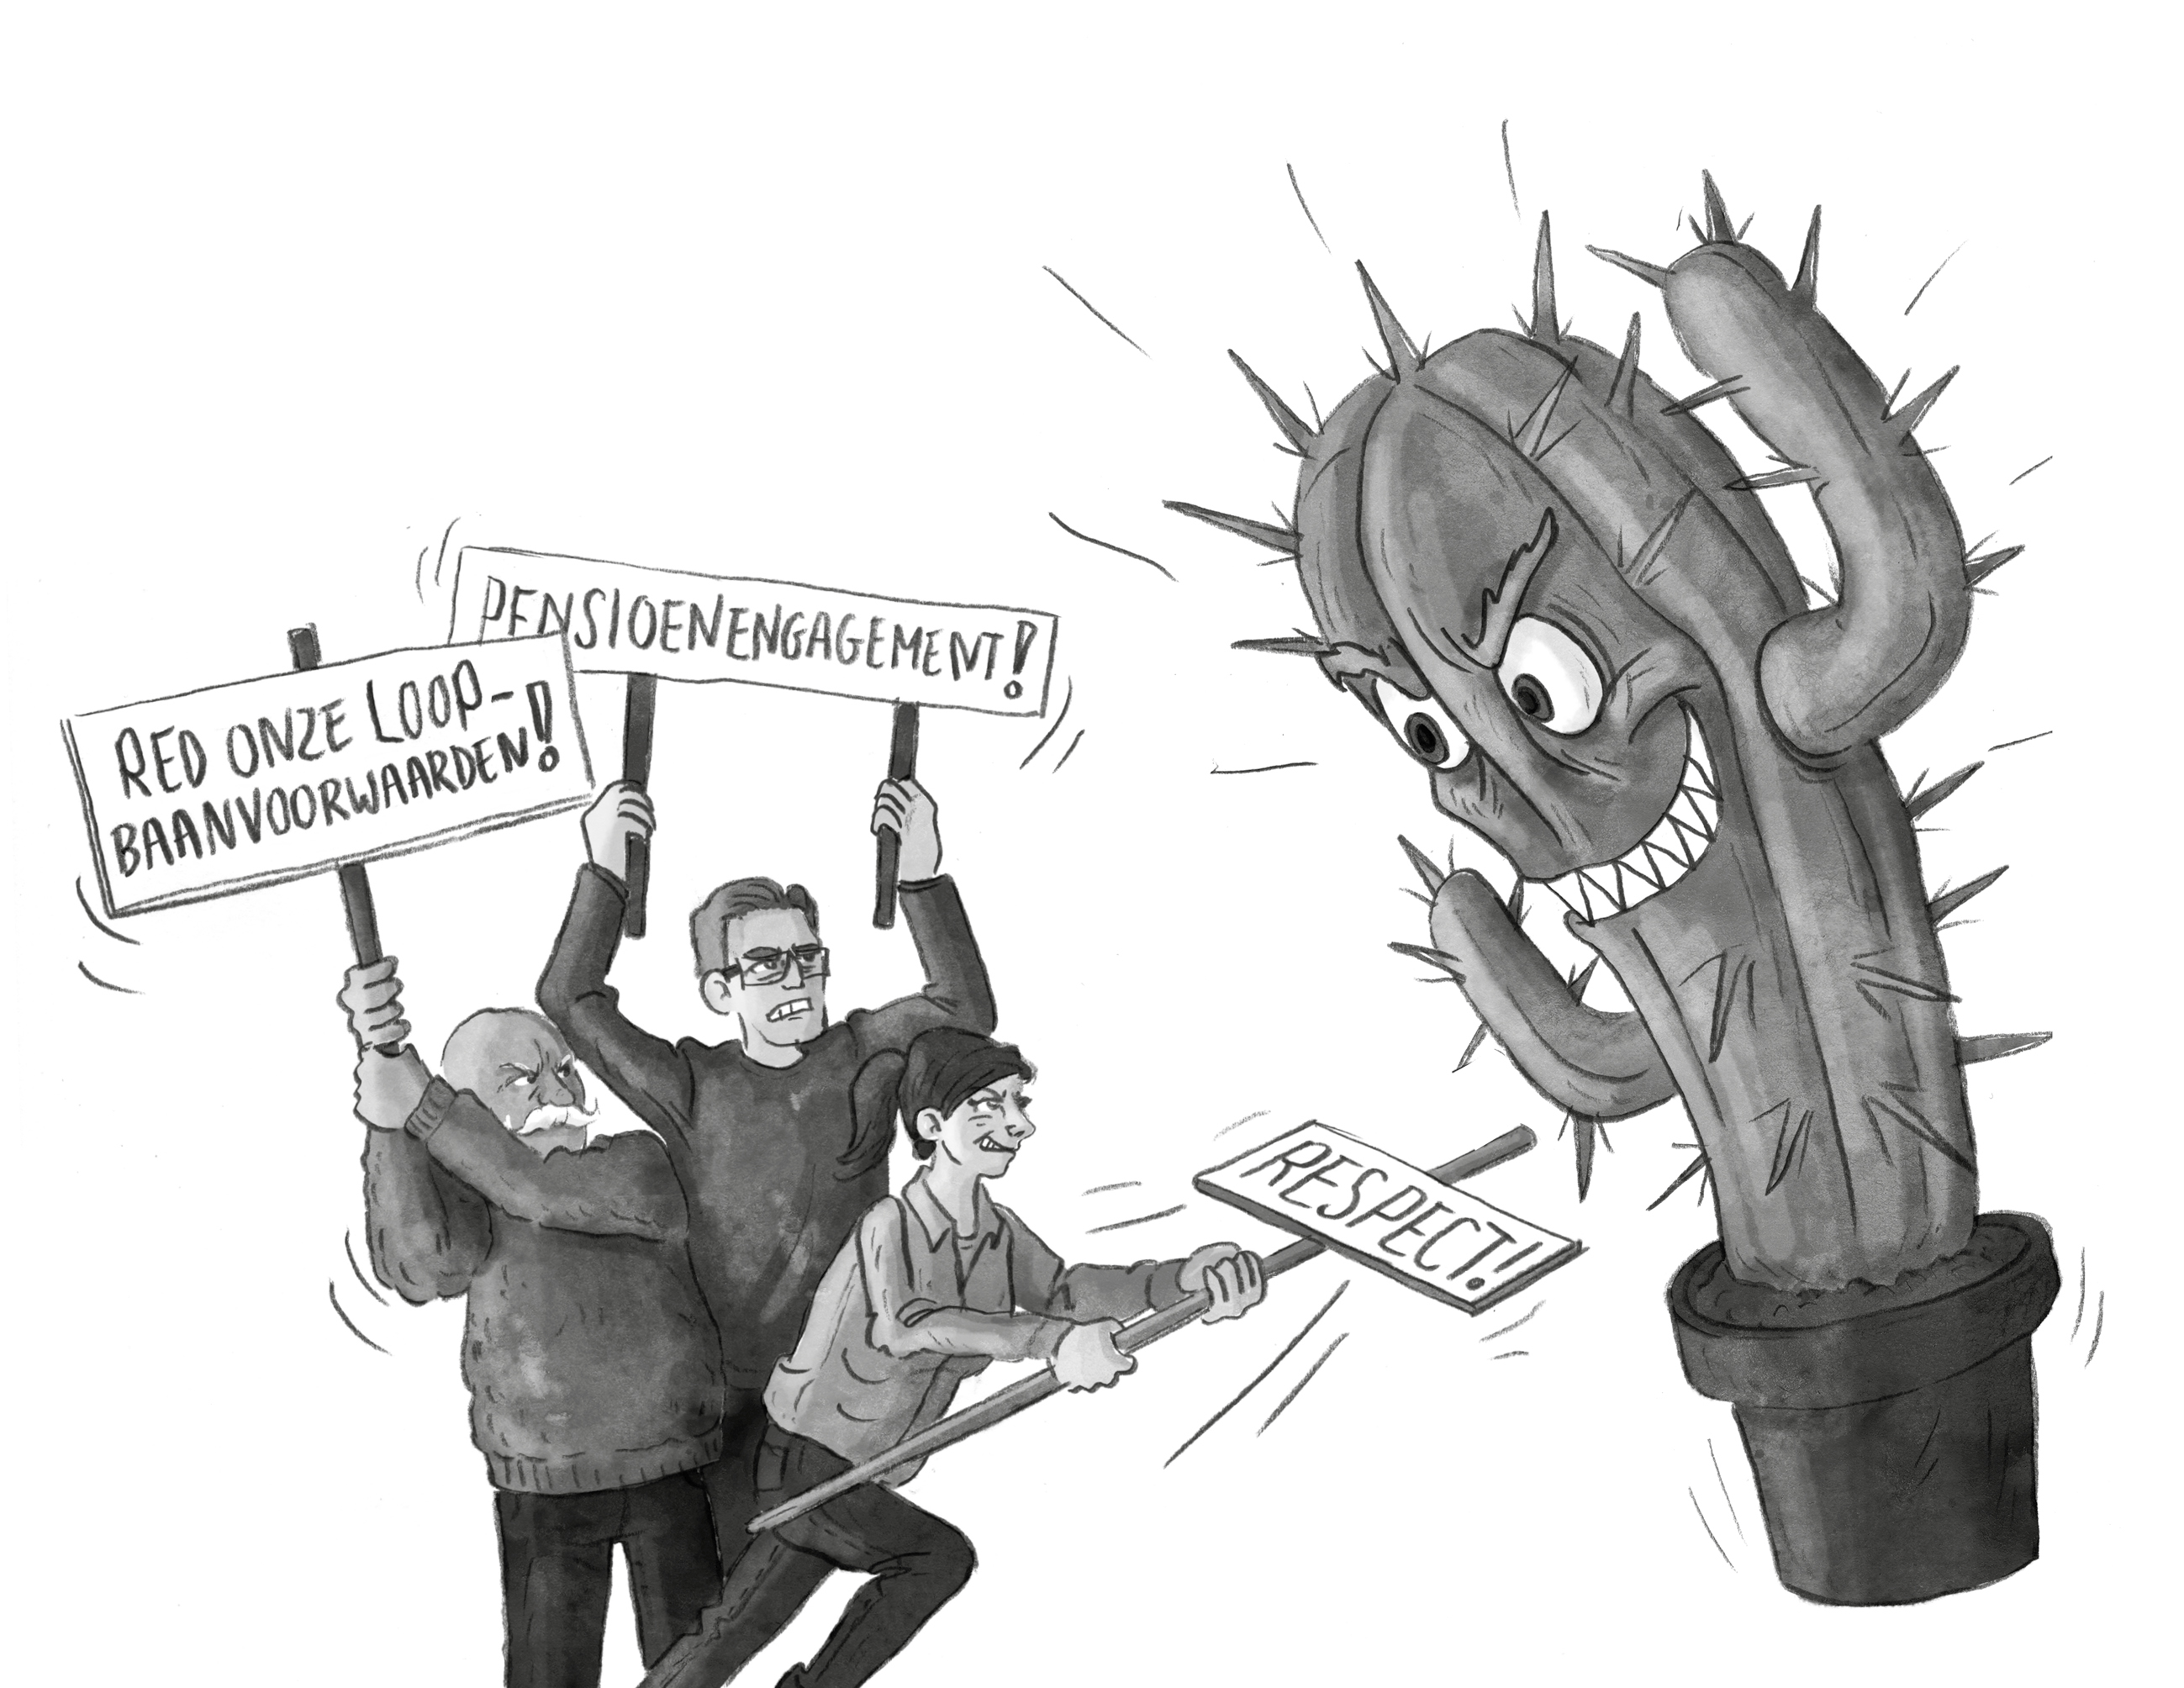 PENSIOENENGAGEMENT!
RED ONZE LOOP-
BAANVOORWAARDEN!
RESPECT!